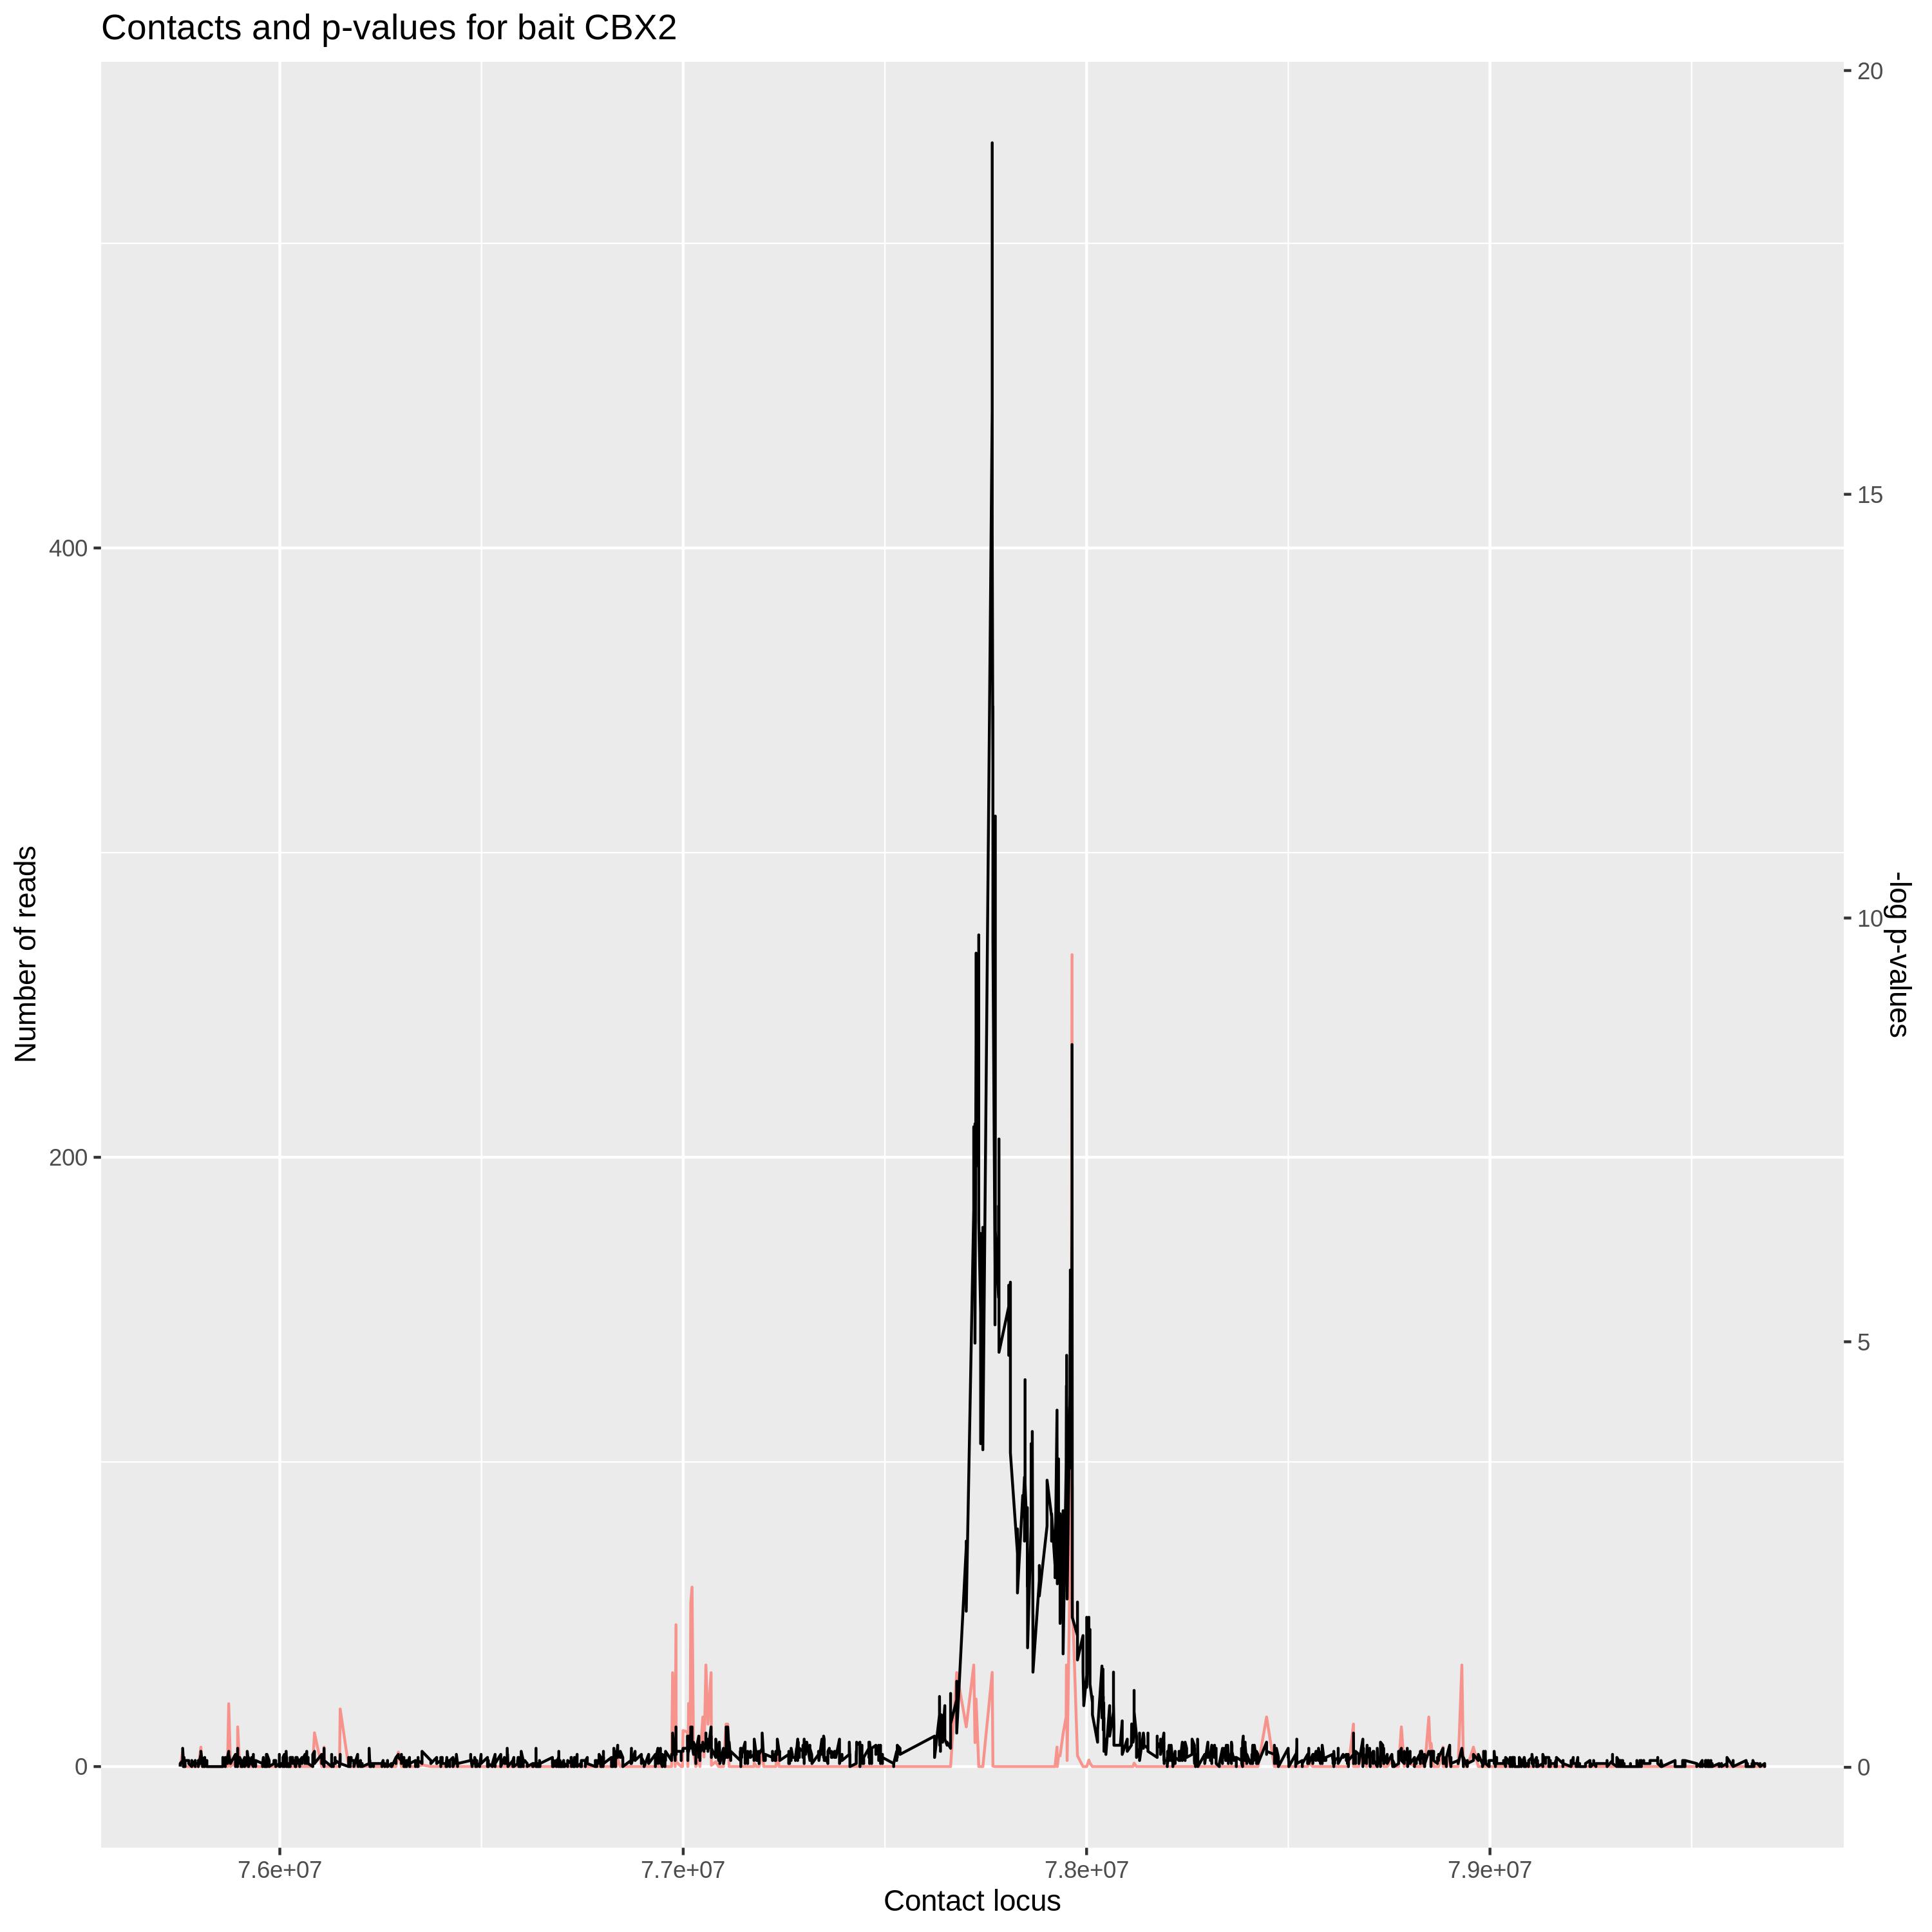 Contacts and p-values for bait CBX2
20
15
400
10
Number of reads
-log p-values
200
5
0
0
7.6e+07
7.7e+07
7.8e+07
7.9e+07
Contact locus